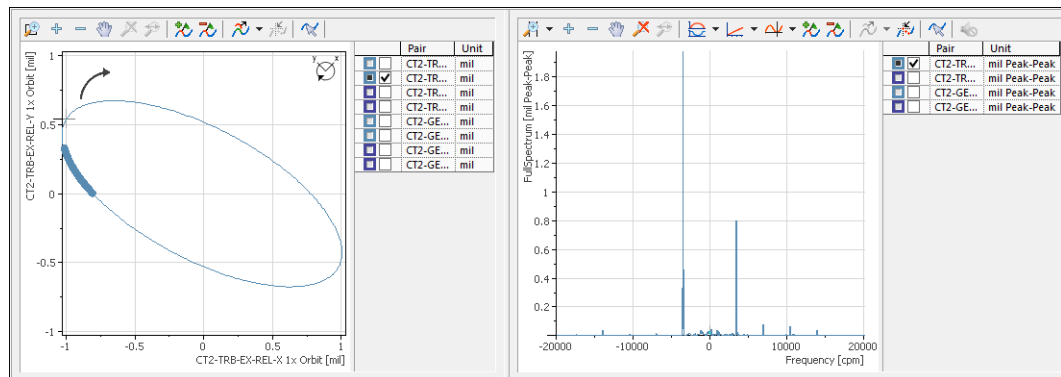 Pair Unit
CT2-TR... mil
CT2-TR... mil
CT2-TR... mil
CT2-TR... mil
CT2-GE... mil
CT2-GE... mil
CT2-GE... mil
CT2-GE... mil
CT2-TRB-EX-REL-Y 1x Orbit [mil]
1
0.5
0
-0.5
-1
-1 -0.5 0 0.5 1
CT2-TRB-EX-REL-X 1x Orbit [mil]
y x
Pair Unit
CT2-TR... mil Peak-Peak
CT2-TR... mil Peak-Peak
CT2-GE... mil Peak-Peak
CT2-GE... mil Peak-Peak
FullSpectrum [mil Peak-Peak]
1.8
1.6
1.4
1.2
1
0.8
0.6
0.4
0.2
-20000 -10000 0 10000 20000
Frequency [cpm]